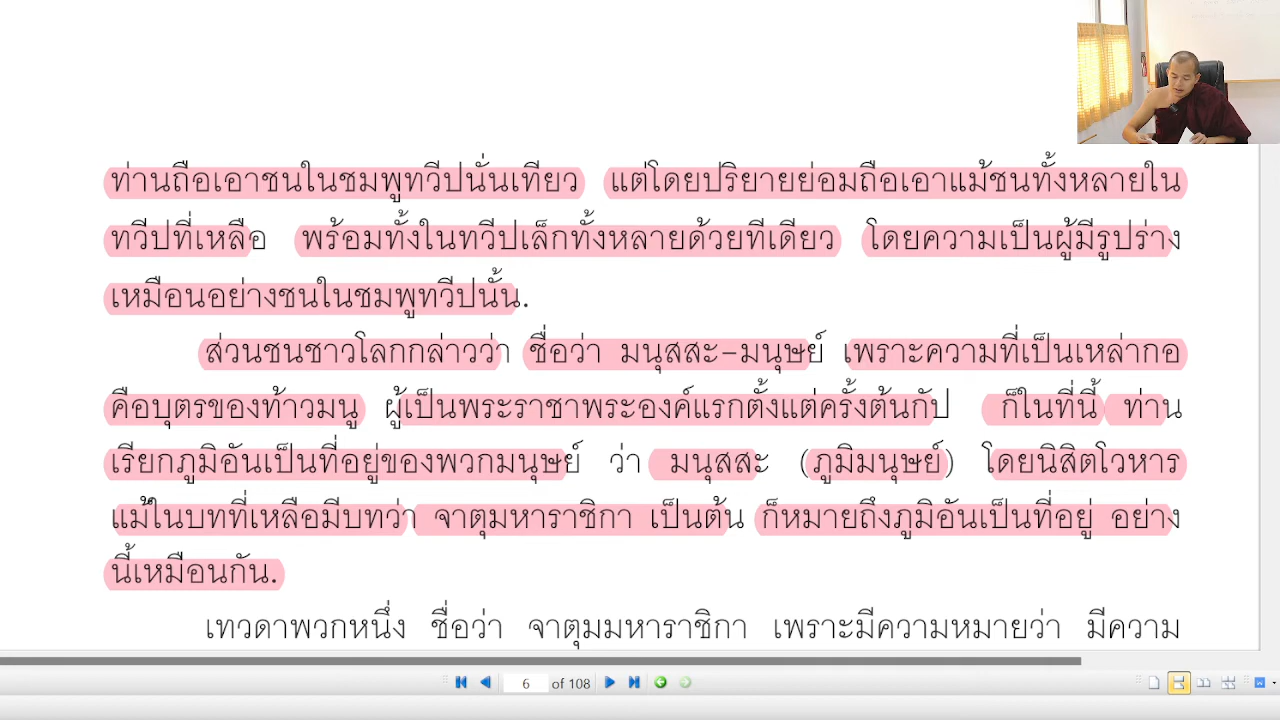 ท่านถือเอาชนในชมพูทวีปนั่นเทียว แต่โดยปริยายย่อมถือเอาแม้ชนทั้งหลายใน
ทวีปที่เหลือ พร้อมทั้งในทวีปเล็กทั้งหลายด้วยทีเดียว โดยความเป็นผู้มีรูปร่าง
เหมือนอย่างชนในชมพูทวีปนั้น.
ส่วนชนชาวโลกกล่าวว่า ชื่อว่า มนุสสะ-มนุษย์ เพราะความที่เป็นเหล่ากอ
คือบุตรของท้าวมนู ผู้เป็นพระราชาพระองค์แรกตั้งแต่ครั้งต้นกัป ก็ในที่นี้ ท่าน
เรียกภูมิอันเป็นที่อยู่ของพวกมนุษย์ ว่า มนุสสะ (ภูมิมนุษย์) โดยนิสิตโวหาร
แม้ในบทที่เหลือมีบทว่า จาตุมหาราชิกา เป็นต้น ก็หมายถึงภูมิอันเป็นที่อยู่ อย่าง
นี้เหมือนกัน.
เทวดาพวกหนึ่ง ชื่อว่า จาตุมมหาราชิกา เพราะมีความหมายว่า มีความ
6 of 108